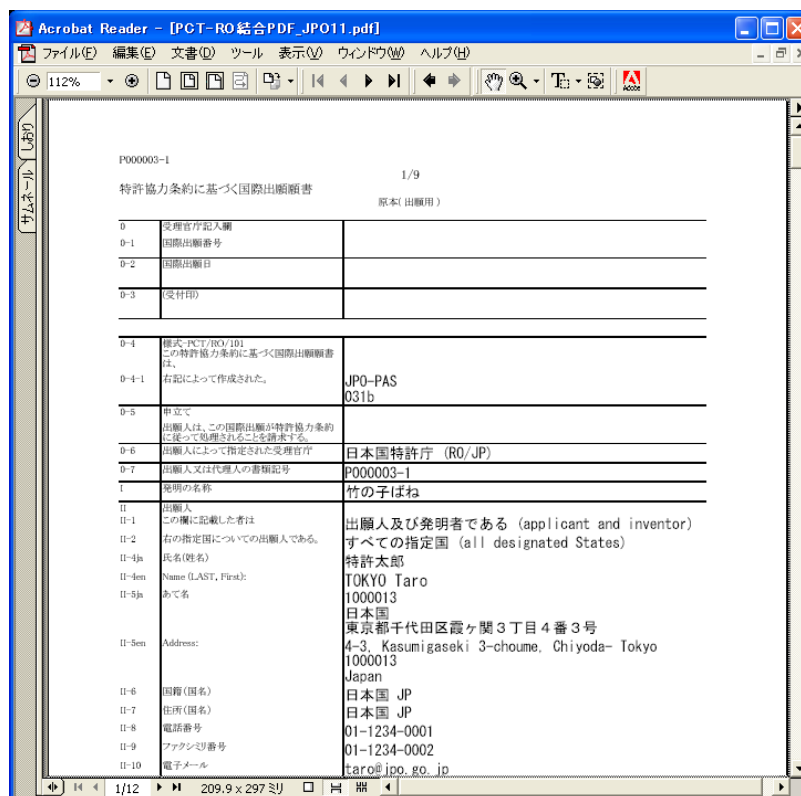 Acrobat Reader - [PCT-RO結合PDF_JPO11.pdf]
ファイル(F) 編集(E) 文書(D) ツール 表示(V) ウィンドウ(W) ヘルプ(H)
112%
Adobe
しおり
サムネール
P000003-1
1/9
特許協力条約に基づく国際出願願書
原本(出願用)
0 受理官庁記入欄
0-1 国際出願番号
0-2 国際出願日
0-3 (受付印)
0-4 様式-PCT/RO/101
この特許協力条約に基づく国際出願願書
は、
0-4-1 右記によって作成された。 JPO-PAS
031b
0-5 申立て
出願人は、この国際出願が特許協力条約
に従って処理されることを請求する。
0-6 出願人によって指定された受理官庁 日本国特許庁 (RO/JP)
0-7 出願人又は代理人の書類記号 P000003-1
I 発明の名称 竹の子ばね
II 出願人
II-1 この欄に記載した者は 出願人及び発明者である (applicant and inventor)
II-2 右の指定国についての出願人である。 すべての指定国 (all designated States)
II-4ja 氏名(姓名) 特許太郎
II-4en Name (LAST, First): TOKYO Taro
II-5ja あて名 1000013
日本国
東京都千代田区霞ヶ関3丁目4番3号
II-5en Address: 4-3, Kasumigaseki 3-choume, Chiyoda- Tokyo
1000013
Japan
II-6 国籍(国名) 日本国 JP
II-7 住所(国名) 日本国 JP
II-8 電話番号 01-1234-0001
II-9 ファクシミリ番号 01-1234-0002
II-10 電子メール taro@jpo.go.jp
1/12 209.9 x 297 ミリ